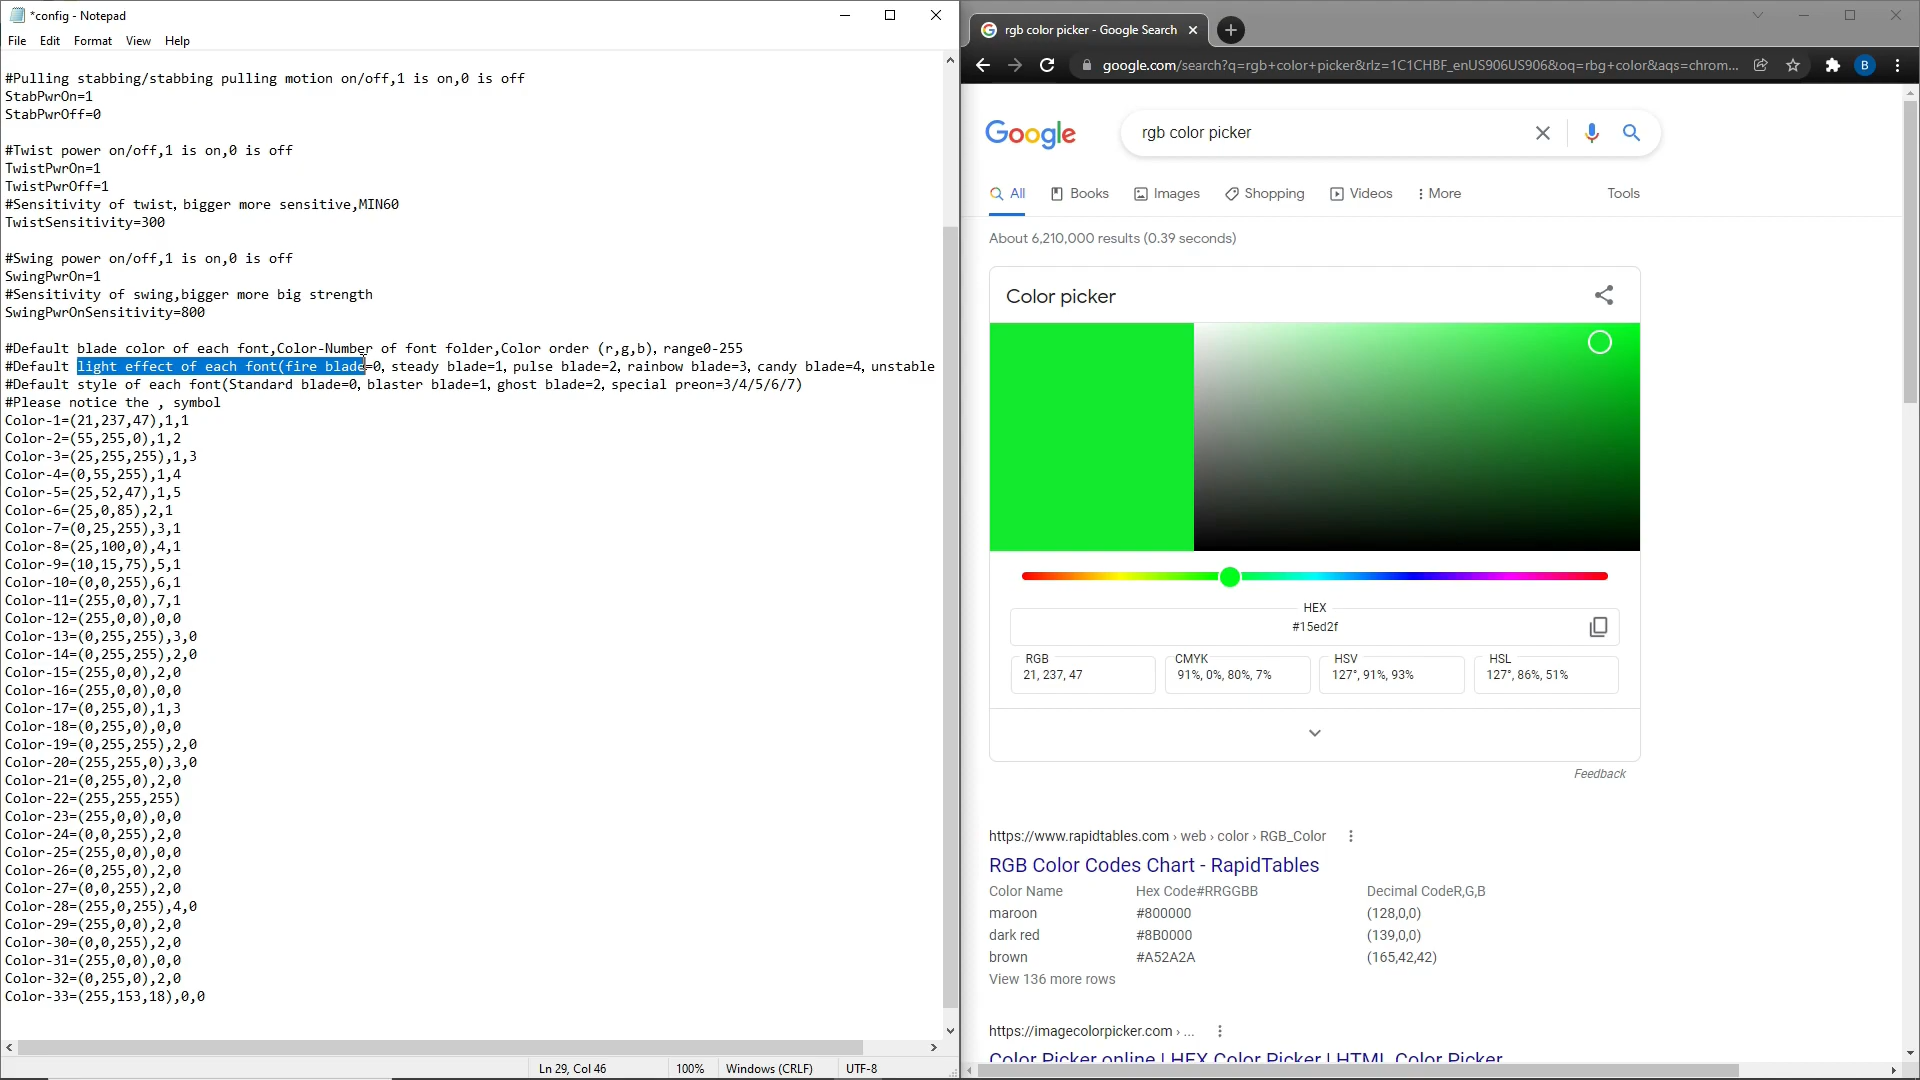 *config - Notepad
File Edit Format View Help
#Pulling stabbing/stabbing pulling motion on/off,1 is on,0 is off
StabPwrOn=1
StabPwrOff=0
#Twist power on/off,1 is on,0 is off
TwistPwrOn=1
TwistPwrOff=1
#Sensitivity of twist, bigger more sensitive,MIN60
TwistSensitivity=300
#Swing power on/off,1 is on,0 is off
SwingPwrOn=1
#Sensitivity of swing,bigger more big strength
SwingPwrOnSensitivity=800
#Default blade color of each font,Color-Number of font folder,Color order (r,g,b), range0-255
#Default light effect of each font(fire blade=0, steady blade=1, pulse blade=2, rainbow blade=3, candy blade=4, unstable
#Default style of each font(Standard blade=0, blaster blade=1, ghost blade=2, special preon=3/4/5/6/7)
#Please notice the , symbol
Color-1=(21,237,47),1,1
Color-2=(55,255,0),1,2
Color-3=(25,255,255),1,3
Color-4=(0,55,255),1,4
Color-5=(25,52,47),1,5
Color-6=(25,0,85),2,1
Color-7=(0,25,255),3,1
Color-8=(25,100,0),4,1
Color-9=(10,15,75),5,1
Color-10=(0,0,255),6,1
Color-11=(255,0,0),7,1
Color-12=(255,0,0),0,0
Color-13=(0,255,255),3,0
Color-14=(0,255,255),2,0
Color-15=(255,0,0),2,0
Color-16=(255,0,0),0,0
Color-17=(0,255,0),1,3
Color-18=(0,255,0),0,0
Color-19=(0,255,255),2,0
Color-20=(255,255,0),3,0
Color-21=(0,255,0),2,0
Color-22=(255,255,255)
Color-23=(255,0,0),0,0
Color-24=(0,0,255),2,0
Color-25=(255,0,0),0,0
Color-26=(0,255,0),2,0
Color-27=(0,0,255),2,0
Color-28=(255,0,255),4,0
Color-29=(255,0,0),2,0
Color-30=(0,0,255),2,0
Color-31=(255,0,0),0,0
Color-32=(0,255,0),2,0
Color-33=(255,153,18),0,0
Ln 29, Col 46 100% Windows (CRLF) UTF-8
rgb color picker - Google Search
google.com/search?q=rgb+color+picker&rlz=1C1CHBF_enUS906US906&oq=rbg+color&aqs=chrom... B
Google rgb color picker
All Books Images Shopping Videos More Tools
About 6,210,000 results (0.39 seconds)
Color picker
HEX
#15ed2f
RGB CMYK HSV HSL
21, 237, 47 91%, 0%, 80%, 7% 127°, 91%, 93% 127°, 86%, 51%
Feedback
https://www.rapidtables.com › web › color › RGB_Color
RGB Color Codes Chart - RapidTables
Color Name Hex Code#RRGGBB Decimal CodeR,G,B
maroon #800000 (128,0,0)
dark red #8B0000 (139,0,0)
brown #A52A2A (165,42,42)
View 136 more rows
https://imagecolorpicker.com › ...
Color Picker online | HEX Color Picker | HTML Color Picker